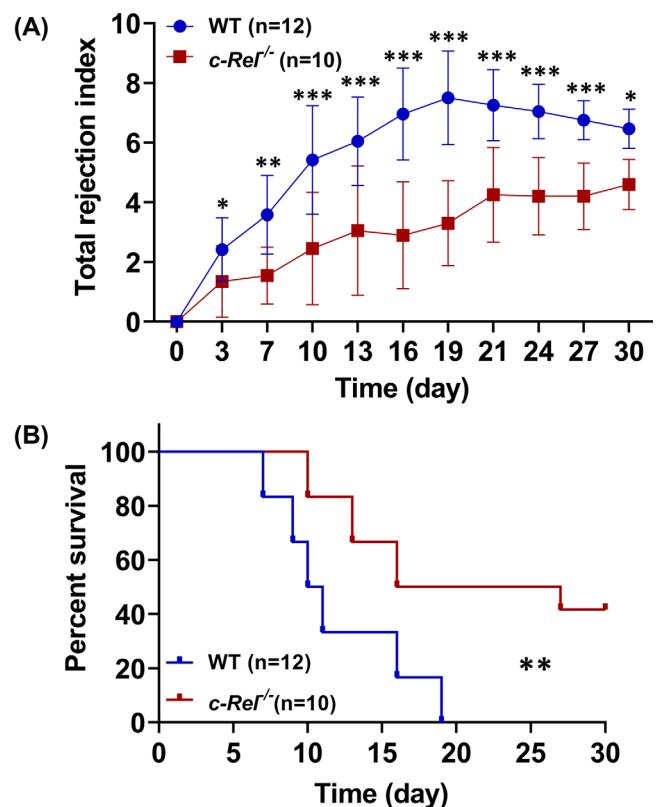 (A)
Total rejection index
10
8
6
4
2
0
WT (n=12)
c-Rel⁻/⁻ (n=10)
* ** *** *** *** *** *** *** *** *
0 3 7 10 13 16 19 21 24 27 30
Time (day)
(B)
Percent survival
100
80
60
40
20
0
WT (n=12)
c-Rel⁻/⁻(n=10)
**
0 5 10 15 20 25 30
Time (day)